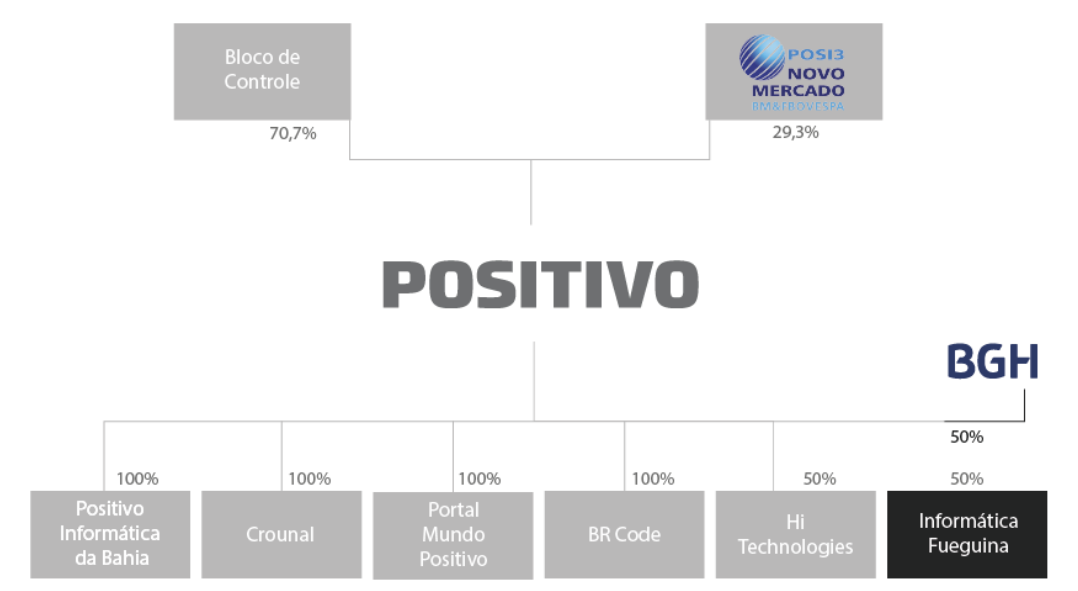 Bloco de
Controle
POSI3
NOVO
MERCADO
BM&FBOVESPA
70,7%
29,3%
POSITIVO
BGH
50%
100%
100%
100%
100%
50%
50%
Positivo
Informática
da Bahia
Crounal
Portal
Mundo
Positivo
BR Code
Hi
Technologies
Informática
Fueguina